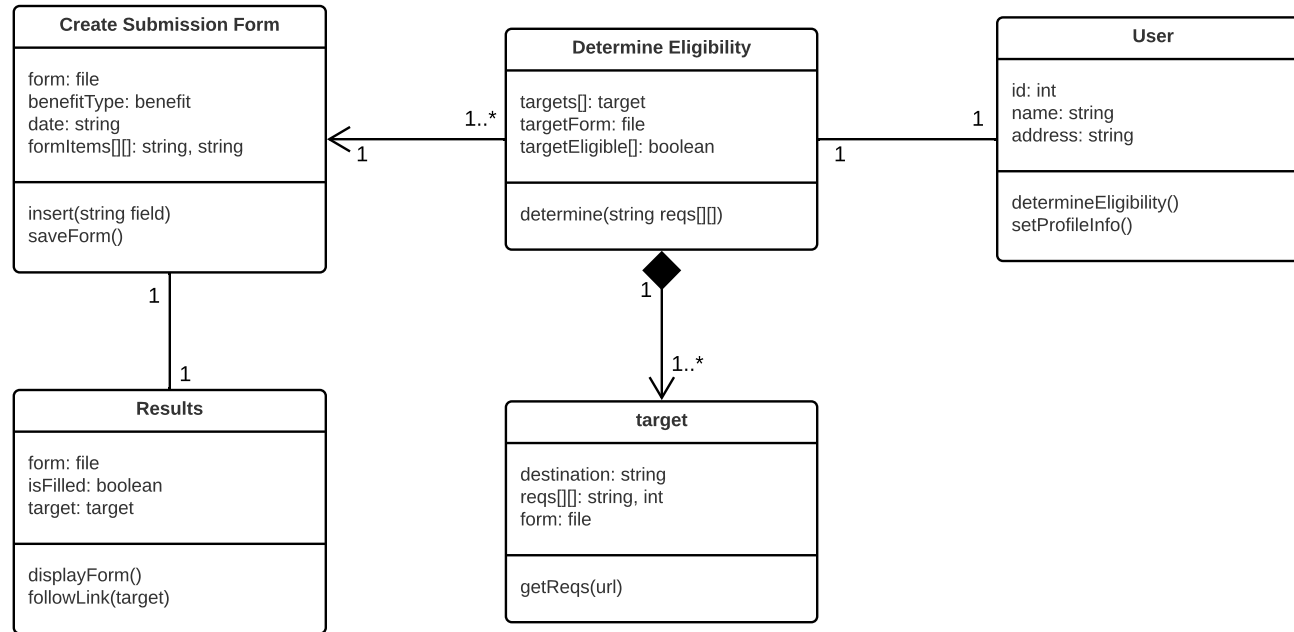 Create Submission Form
form: file
benefitType: benefit
date: string
formItems[][]: string, string
insert(string field)
saveForm()
1..*
1
Determine Eligibility
targets[]: target
targetForm: file
targetEligible[]: boolean
determine(string reqs[][])
1
1
User
id: int
name: string
address: string
determineEligibility()
setProfileInfo()
1
1
Results
form: file
isFilled: boolean
target: target
displayForm()
followLink(target)
1
1..*
target
destination: string
reqs[][]: string, int
form: file
getReqs(url)